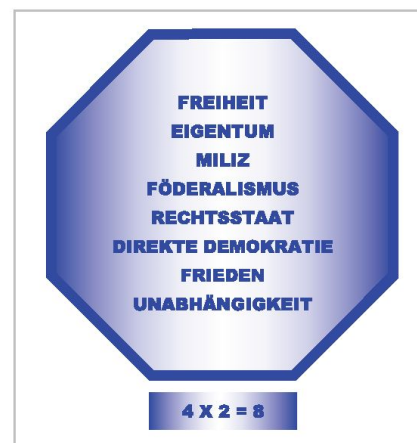 FREIHEIT
EIGENTUM
MILIZ
FÖDERALISMUS
RECHTSSTAAT
DIREKTE DEMOKRATIE
FRIEDEN
UNABHÄNGIGKEIT
4 X 2 = 8